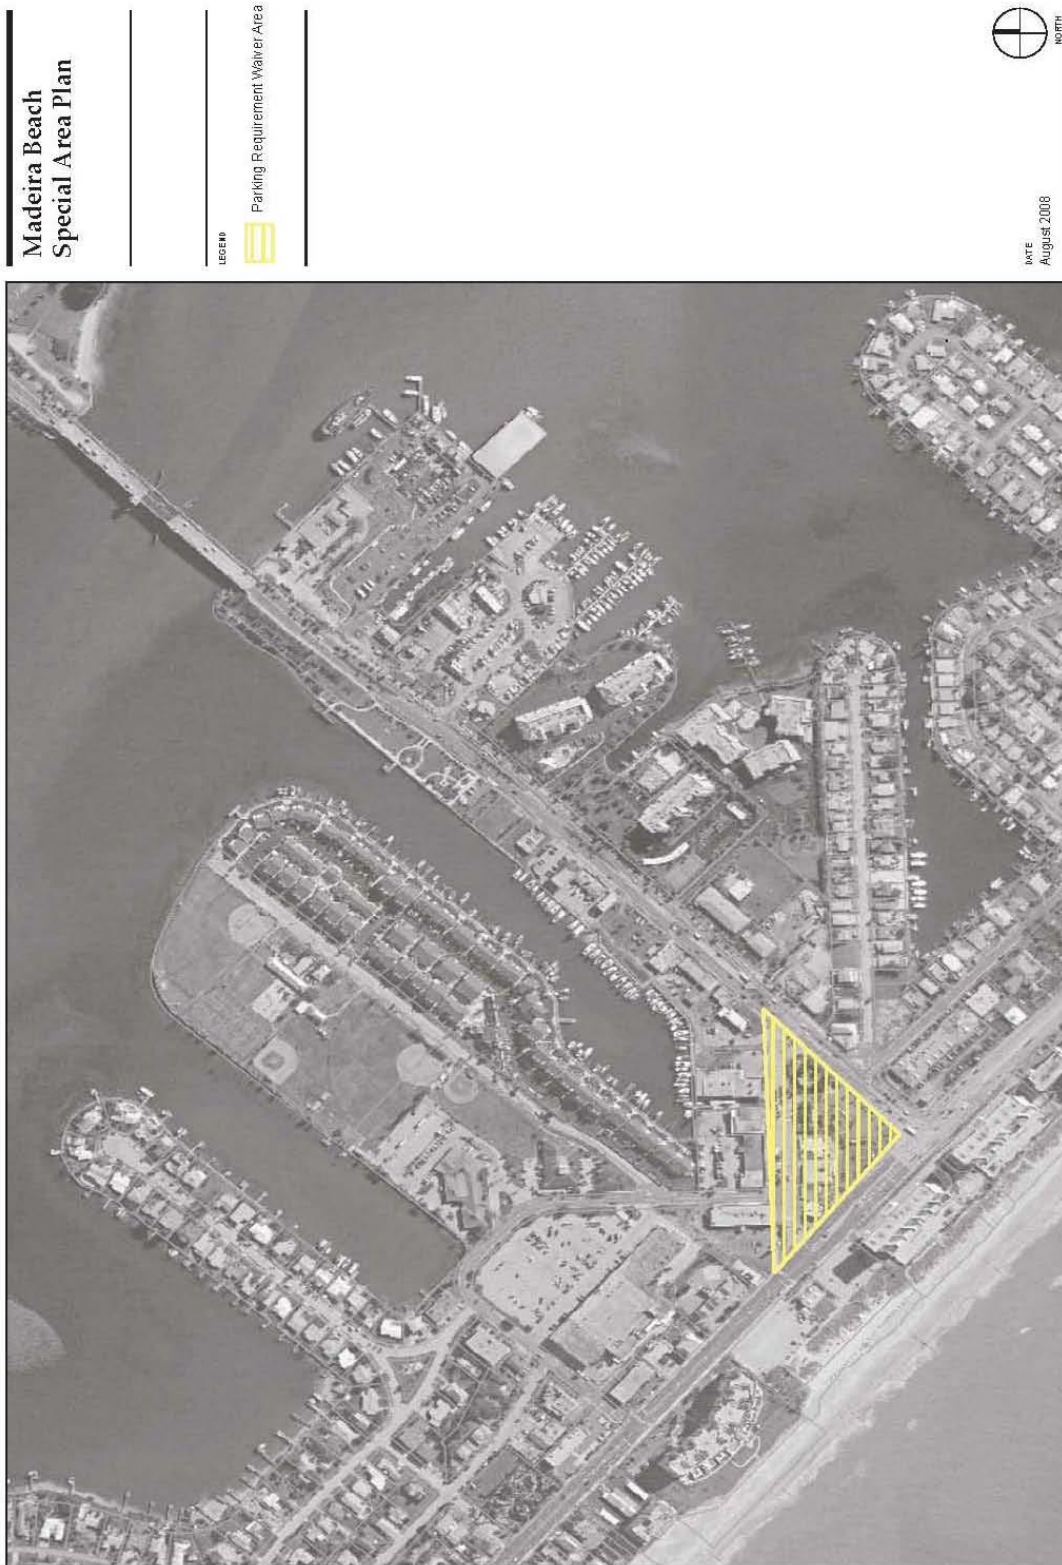 Madeira Beach
Special Area Plan
LEGEND
Parking Requirement Waiver Area
DATE
August 2008
NORTH